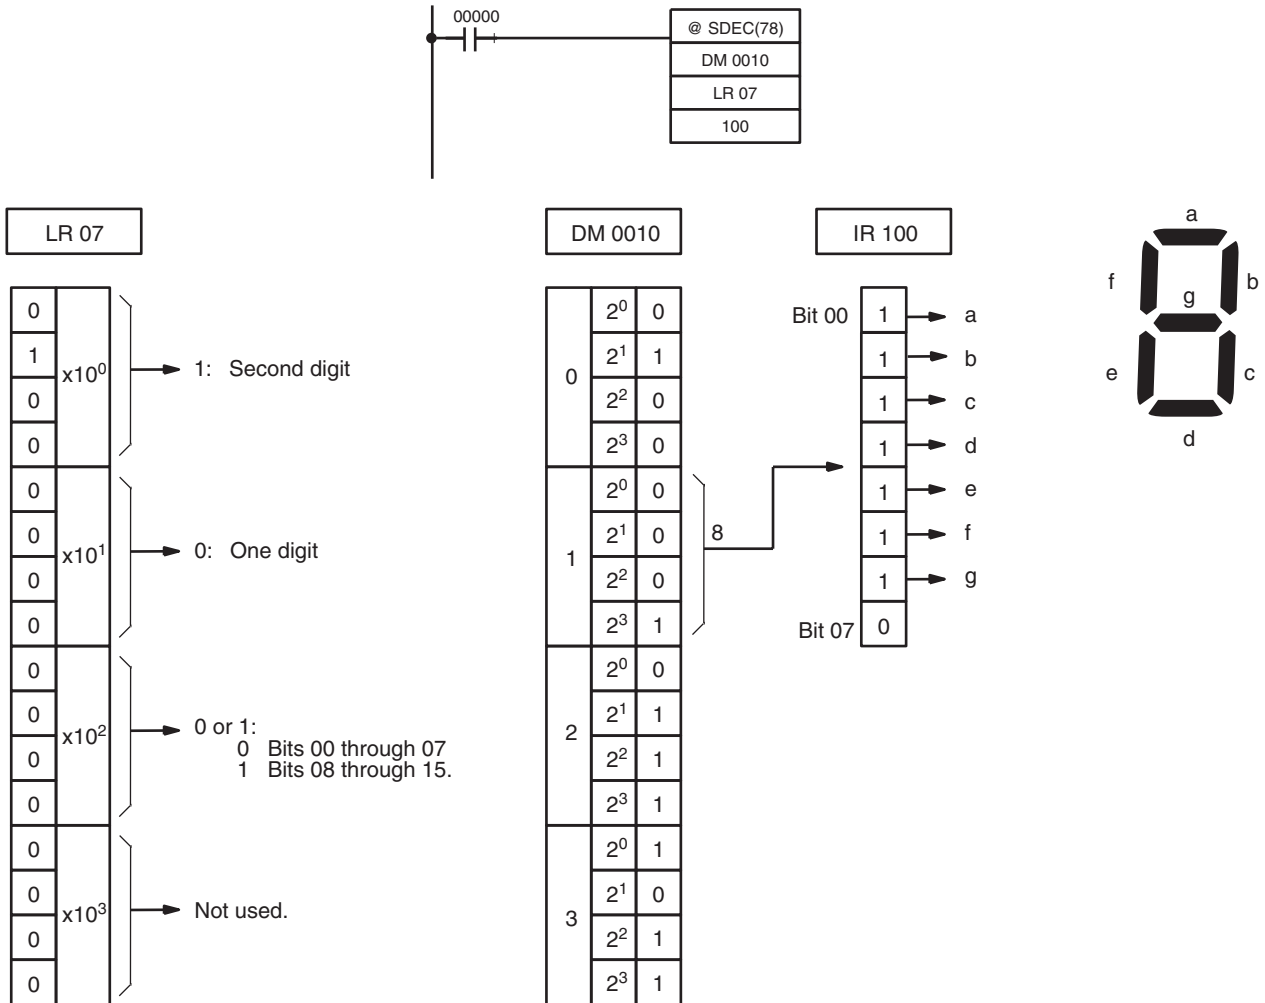 00000
@ SDEC(78)
DM 0010
LR 07
100
LR 07
0
1
0
0
x10⁰
1: Second digit
0
0
0
0
x10¹
0: One digit
0
0
0
0
x10²
0 or 1:
0 Bits 00 through 07
1 Bits 08 through 15.
0
0
0
0
x10³
Not used.
DM 0010
0
2⁰ 0
2¹ 1
2² 0
2³ 0
1
2⁰ 0
2¹ 0
2² 0
2³ 1
8
2
2⁰ 0
2¹ 1
2² 1
2³ 1
3
2⁰ 1
2¹ 0
2² 1
2³ 1
IR 100
Bit 00 1 a
1 b
1 c
1 d
1 e
1 f
1 g
Bit 07 0
a
f
b
g
e
c
d